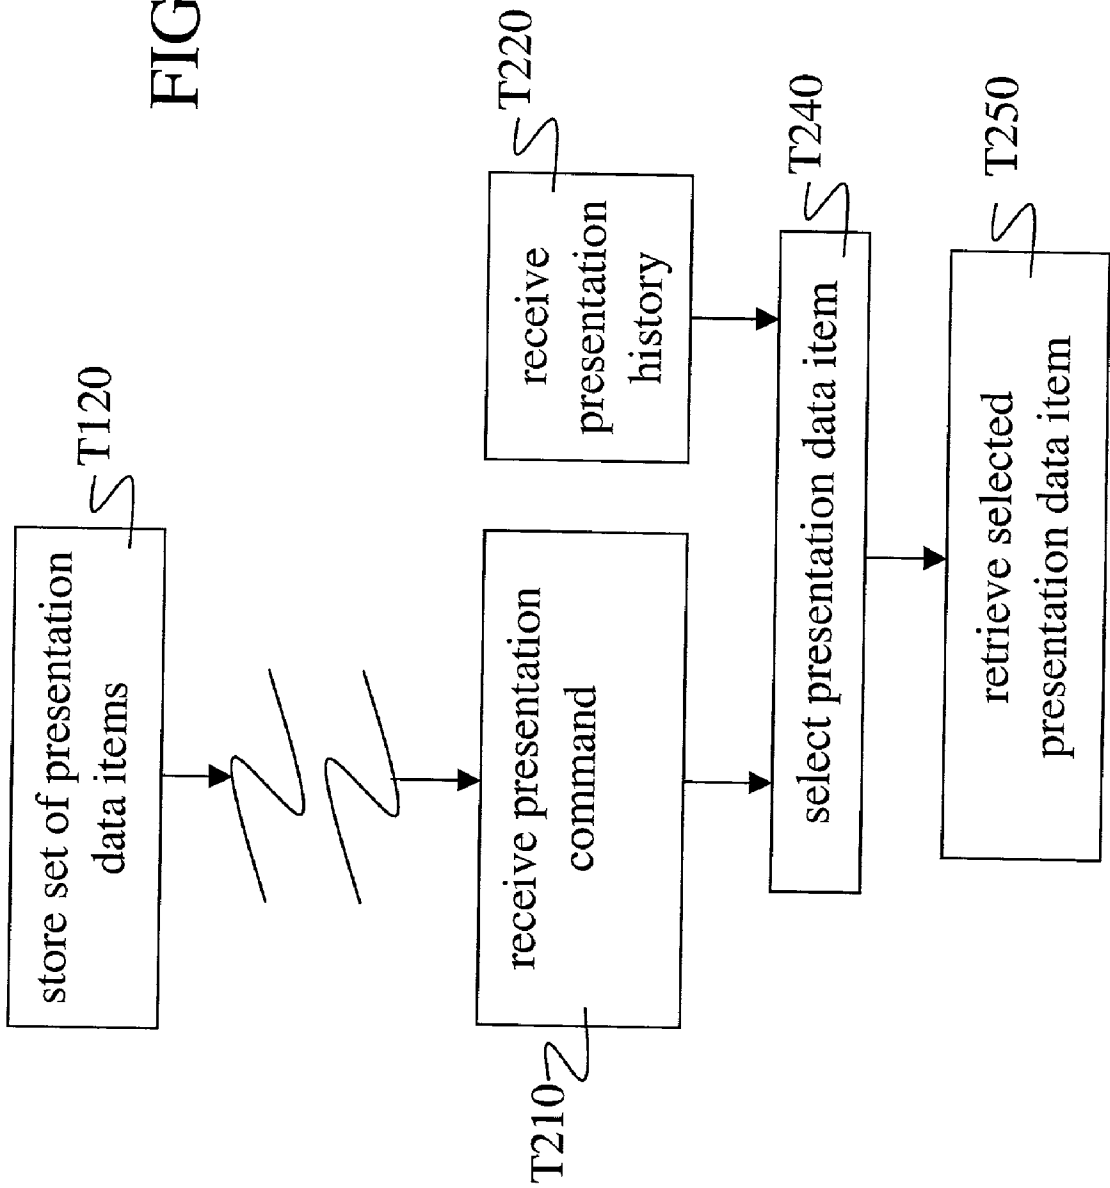 FIG
store set of presentation
data items
T120
receive presentation
command
T210
receive
presentation
history
T220
select presentation data item
T240
retrieve selected
presentation data item
T250